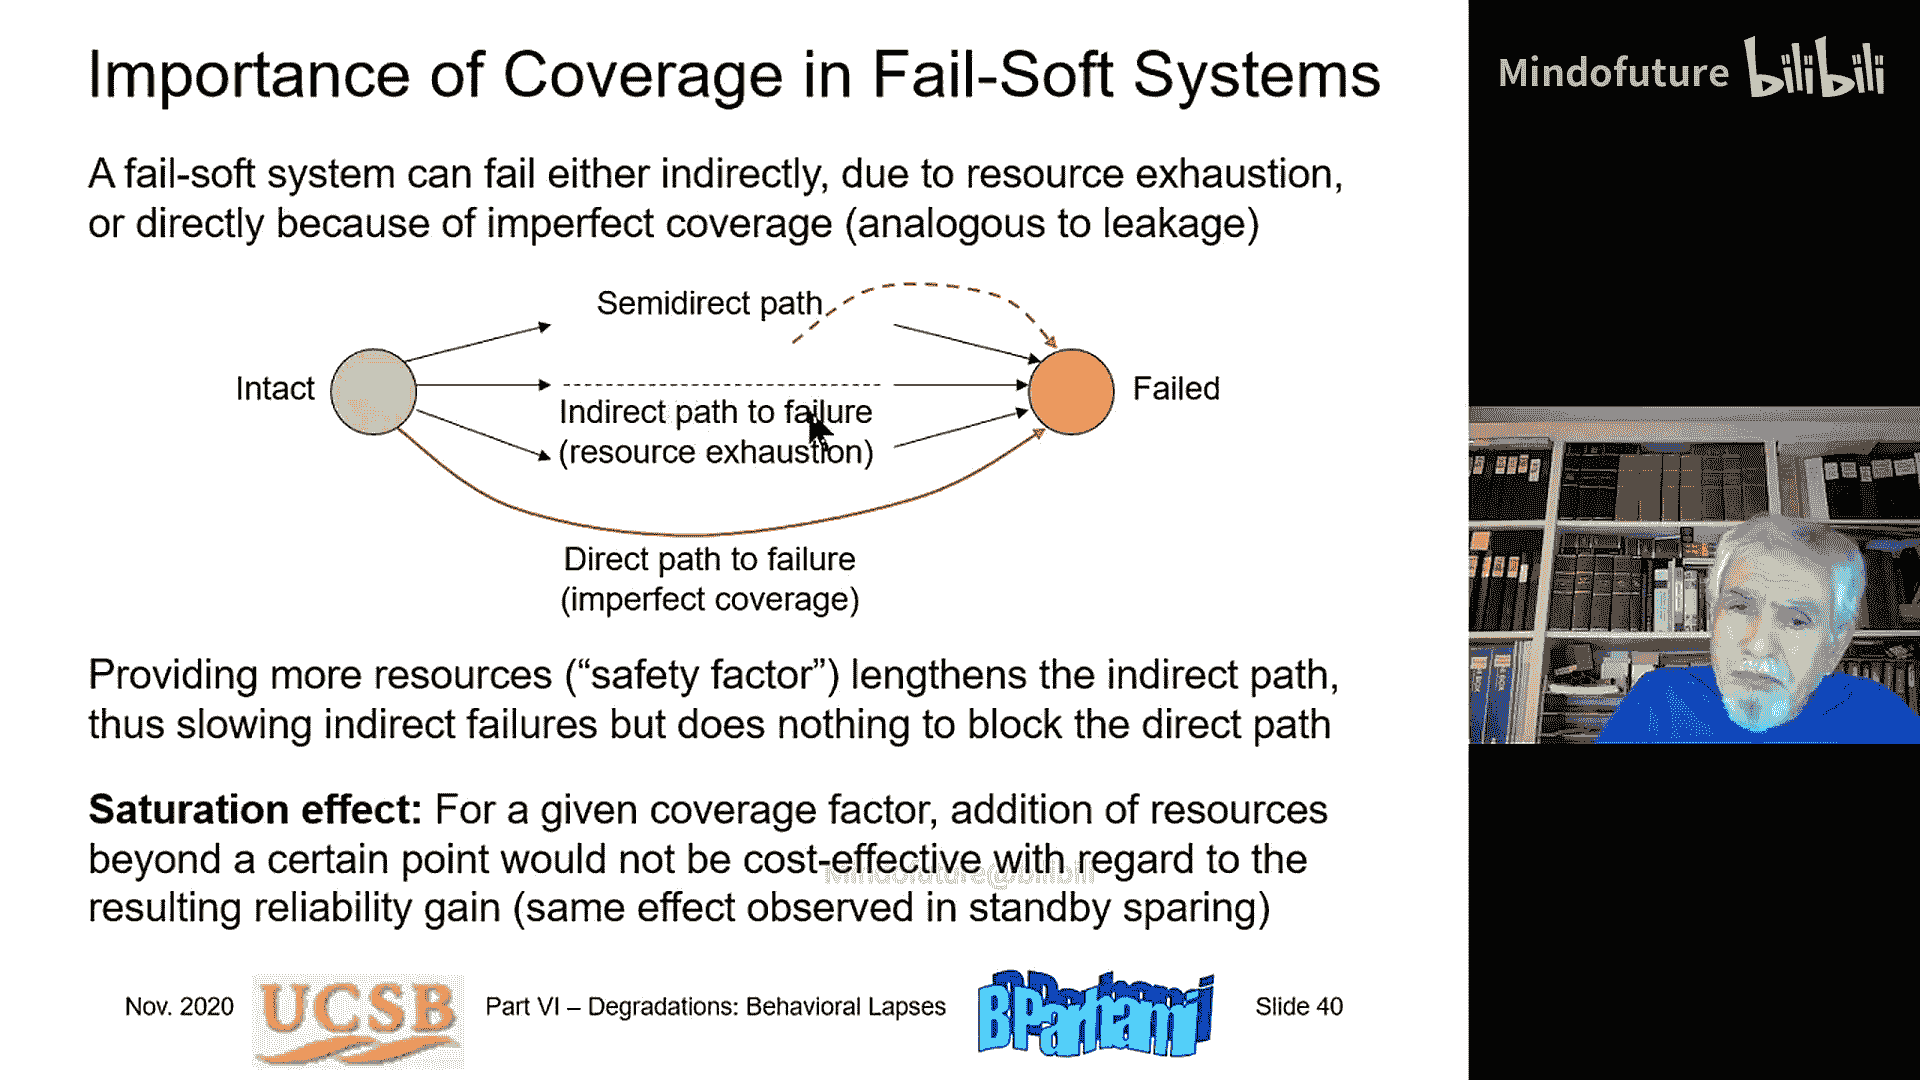 Importance of Coverage in Fail-Soft Systems
Mindofuture bilibili
A fail-soft system can fail either indirectly, due to resource exhaustion,
or directly because of imperfect coverage (analogous to leakage)
Semidirect path
Intact
Failed
Indirect path to failure
(resource exhaustion)
Direct path to failure
(imperfect coverage)
Providing more resources (“safety factor”) lengthens the indirect path,
thus slowing indirect failures but does nothing to block the direct path
Saturation effect: For a given coverage factor, addition of resources
beyond a certain point would not be cost-effective with regard to the
Mindofuture@bilibili
resulting reliability gain (same effect observed in standby sparing)
Nov. 2020
UCSB
Part VI – Degradations: Behavioral Lapses
B Parhami
Slide 40